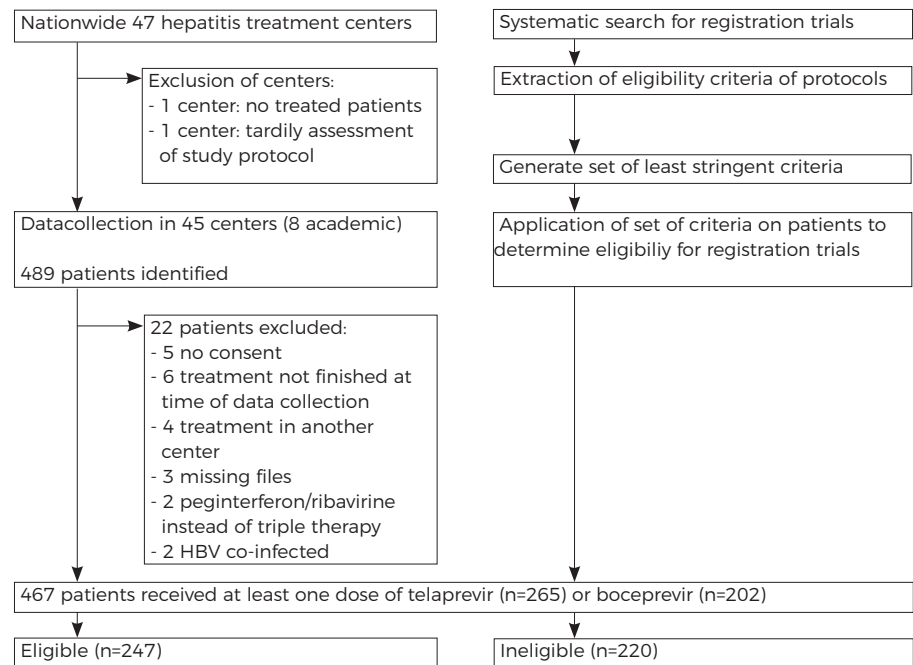 Nationwide 47 hepatitis treatment centers
Exclusion of centers:
- 1 center: no treated patients
- 1 center: tardily assessment
of study protocol
Datacollection in 45 centers (8 academic)
489 patients identified
22 patients excluded:
- 5 no consent
- 6 treatment not finished at
time of data collection
- 4 treatment in another
center
- 3 missing files
- 2 peginterferon/ribavirine
instead of triple therapy
- 2 HBV co-infected
Systematic search for registration trials
Extraction of eligibility criteria of protocols
Generate set of least stringent criteria
Application of set of criteria on patients to
determine eligibiliy for registration trials
467 patients received at least one dose of telaprevir (n=265) or boceprevir (n=202)
Eligible (n=247)
Ineligible (n=220)